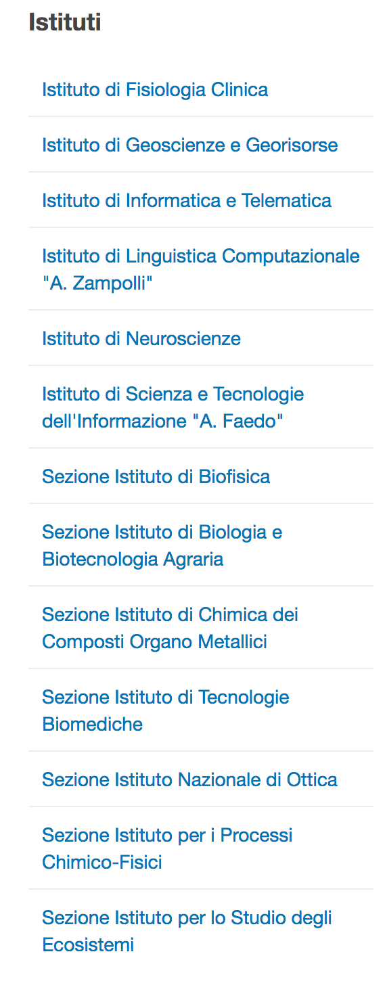 Istituti
Istituto di Fisiologia Clinica
Istituto di Geoscienze e Georisorse
Istituto di Informatica e Telematica
Istituto di Linguistica Computazionale
"A. Zampolli"
Istituto di Neuroscienze
Istituto di Scienza e Tecnologie
dell'Informazione "A. Faedo"
Sezione Istituto di Biofisica
Sezione Istituto di Biologia e
Biotecnologia Agraria
Sezione Istituto di Chimica dei
Composti Organo Metallici
Sezione Istituto di Tecnologie
Biomediche
Sezione Istituto Nazionale di Ottica
Sezione Istituto per i Processi
Chimico-Fisici
Sezione Istituto per lo Studio degli
Ecosistemi